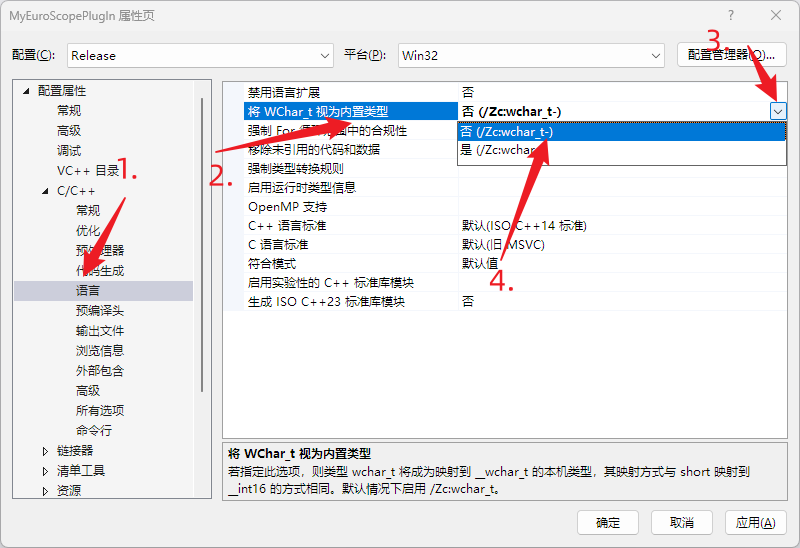 MyEuroScopePlugIn 属性页
配置(C): Release 平台(P): Win32 配置管理器(O)...
3.
配置属性
常规
高级
调试
VC++ 目录
1.
C/C++
常规
优化
预处理器
代码生成
语言
预编译头
输出文件
浏览信息
外部包含
高级
所有选项
命令行
链接器
清单工具
资源
禁用语言扩展 否
将 WChar_t 视为内置类型 否 (/Zc:wchar_t-)
强制 For 循环范围中的合规性 否 (/Zc:wchar_t-)
移除未引用的代码和数据 是 (/Zc:wchar
2.
强制类型转换规则
启用运行时类型信息
OpenMP 支持
C++ 语言标准 默认(ISO C++14 标准)
C 语言标准 默认(旧 MSVC)
符合模式 默认值
4.
启用实验性的 C++ 标准库模块
生成 ISO C++23 标准库模块 否
将 WChar_t 视为内置类型
若指定此选项，则类型 wchar_t 将成为映射到 __wchar_t 的本机类型，其映射方式与 short 映射到
__int16 的方式相同。默认情况下启用 /Zc:wchar_t。
确定 取消 应用(A)